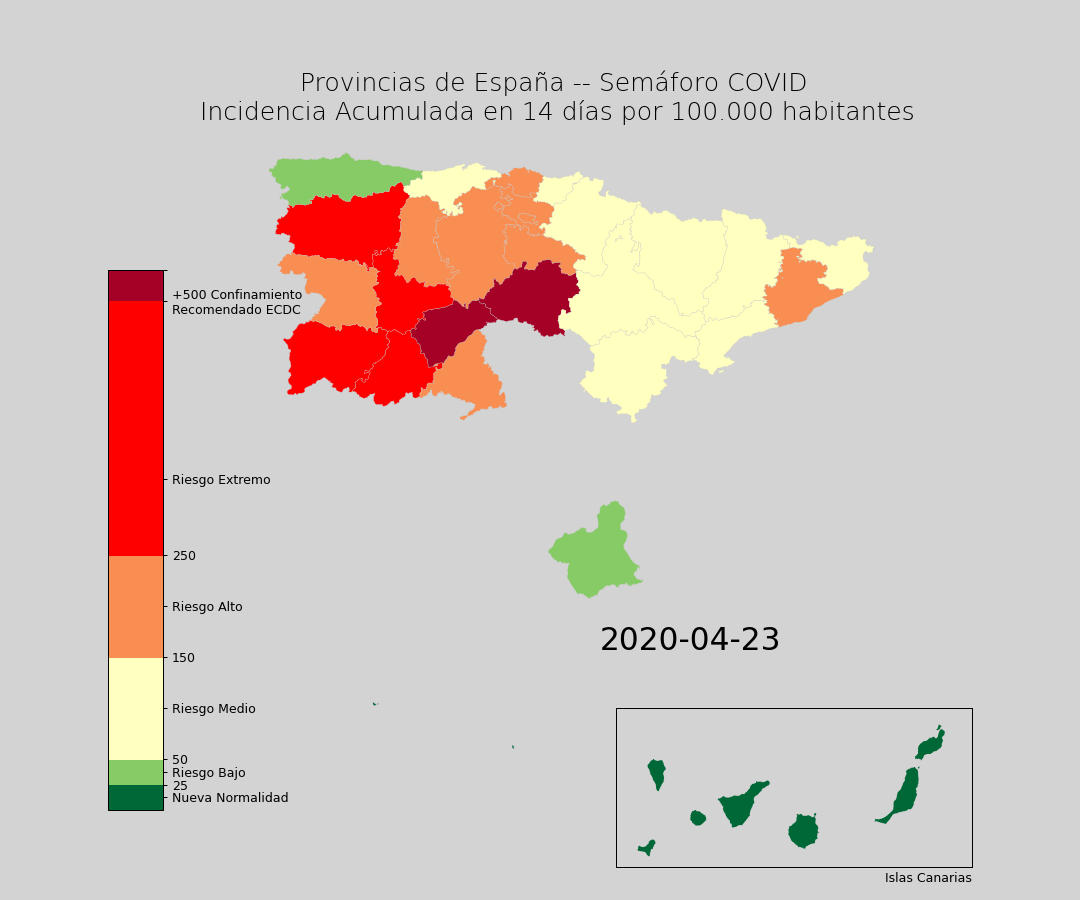 Provincias de España -- Semáforo COVID
Incidencia Acumulada en 14 días por 100.000 habitantes
+500 Confinamiento
Recomendado ECDC
Riesgo Extremo
250
Riesgo Alto
150
Riesgo Medio
50
Riesgo Bajo
25
Nueva Normalidad
2020-04-23
Islas Canarias